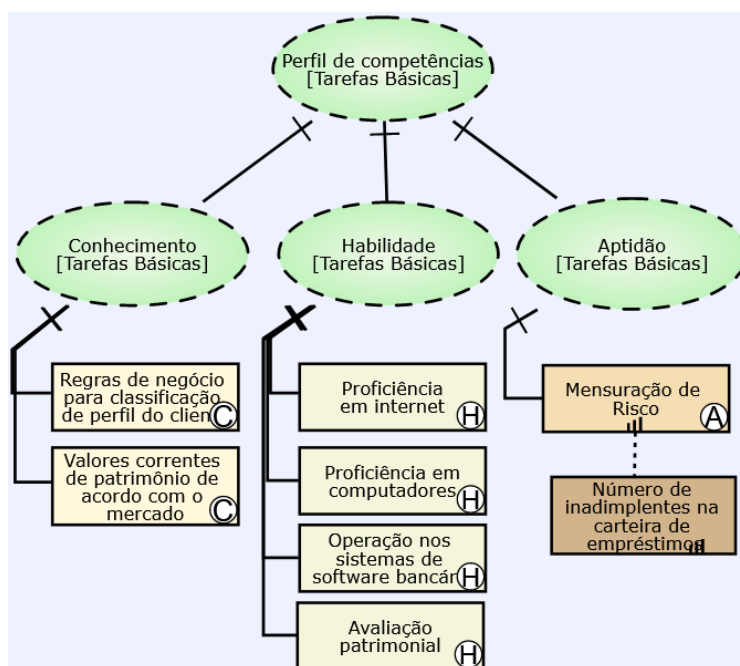 Perfil de competências
[Tarefas Básicas]
Conhecimento
[Tarefas Básicas]
Habilidade
[Tarefas Básicas]
Aptidão
[Tarefas Básicas]
Regras de negócio
para classificação
de perfil do clien
C
Valores correntes
de patrimônio de
acordo com o
mercado
C
Proficiência
em internet
H
Proficiência em
computadores
H
Operação nos
sistemas de
software bancár
H
Avaliação
patrimonial
H
Mensuração de
Risco
A
Número de
inadimplentes na
carteira de
empréstimos